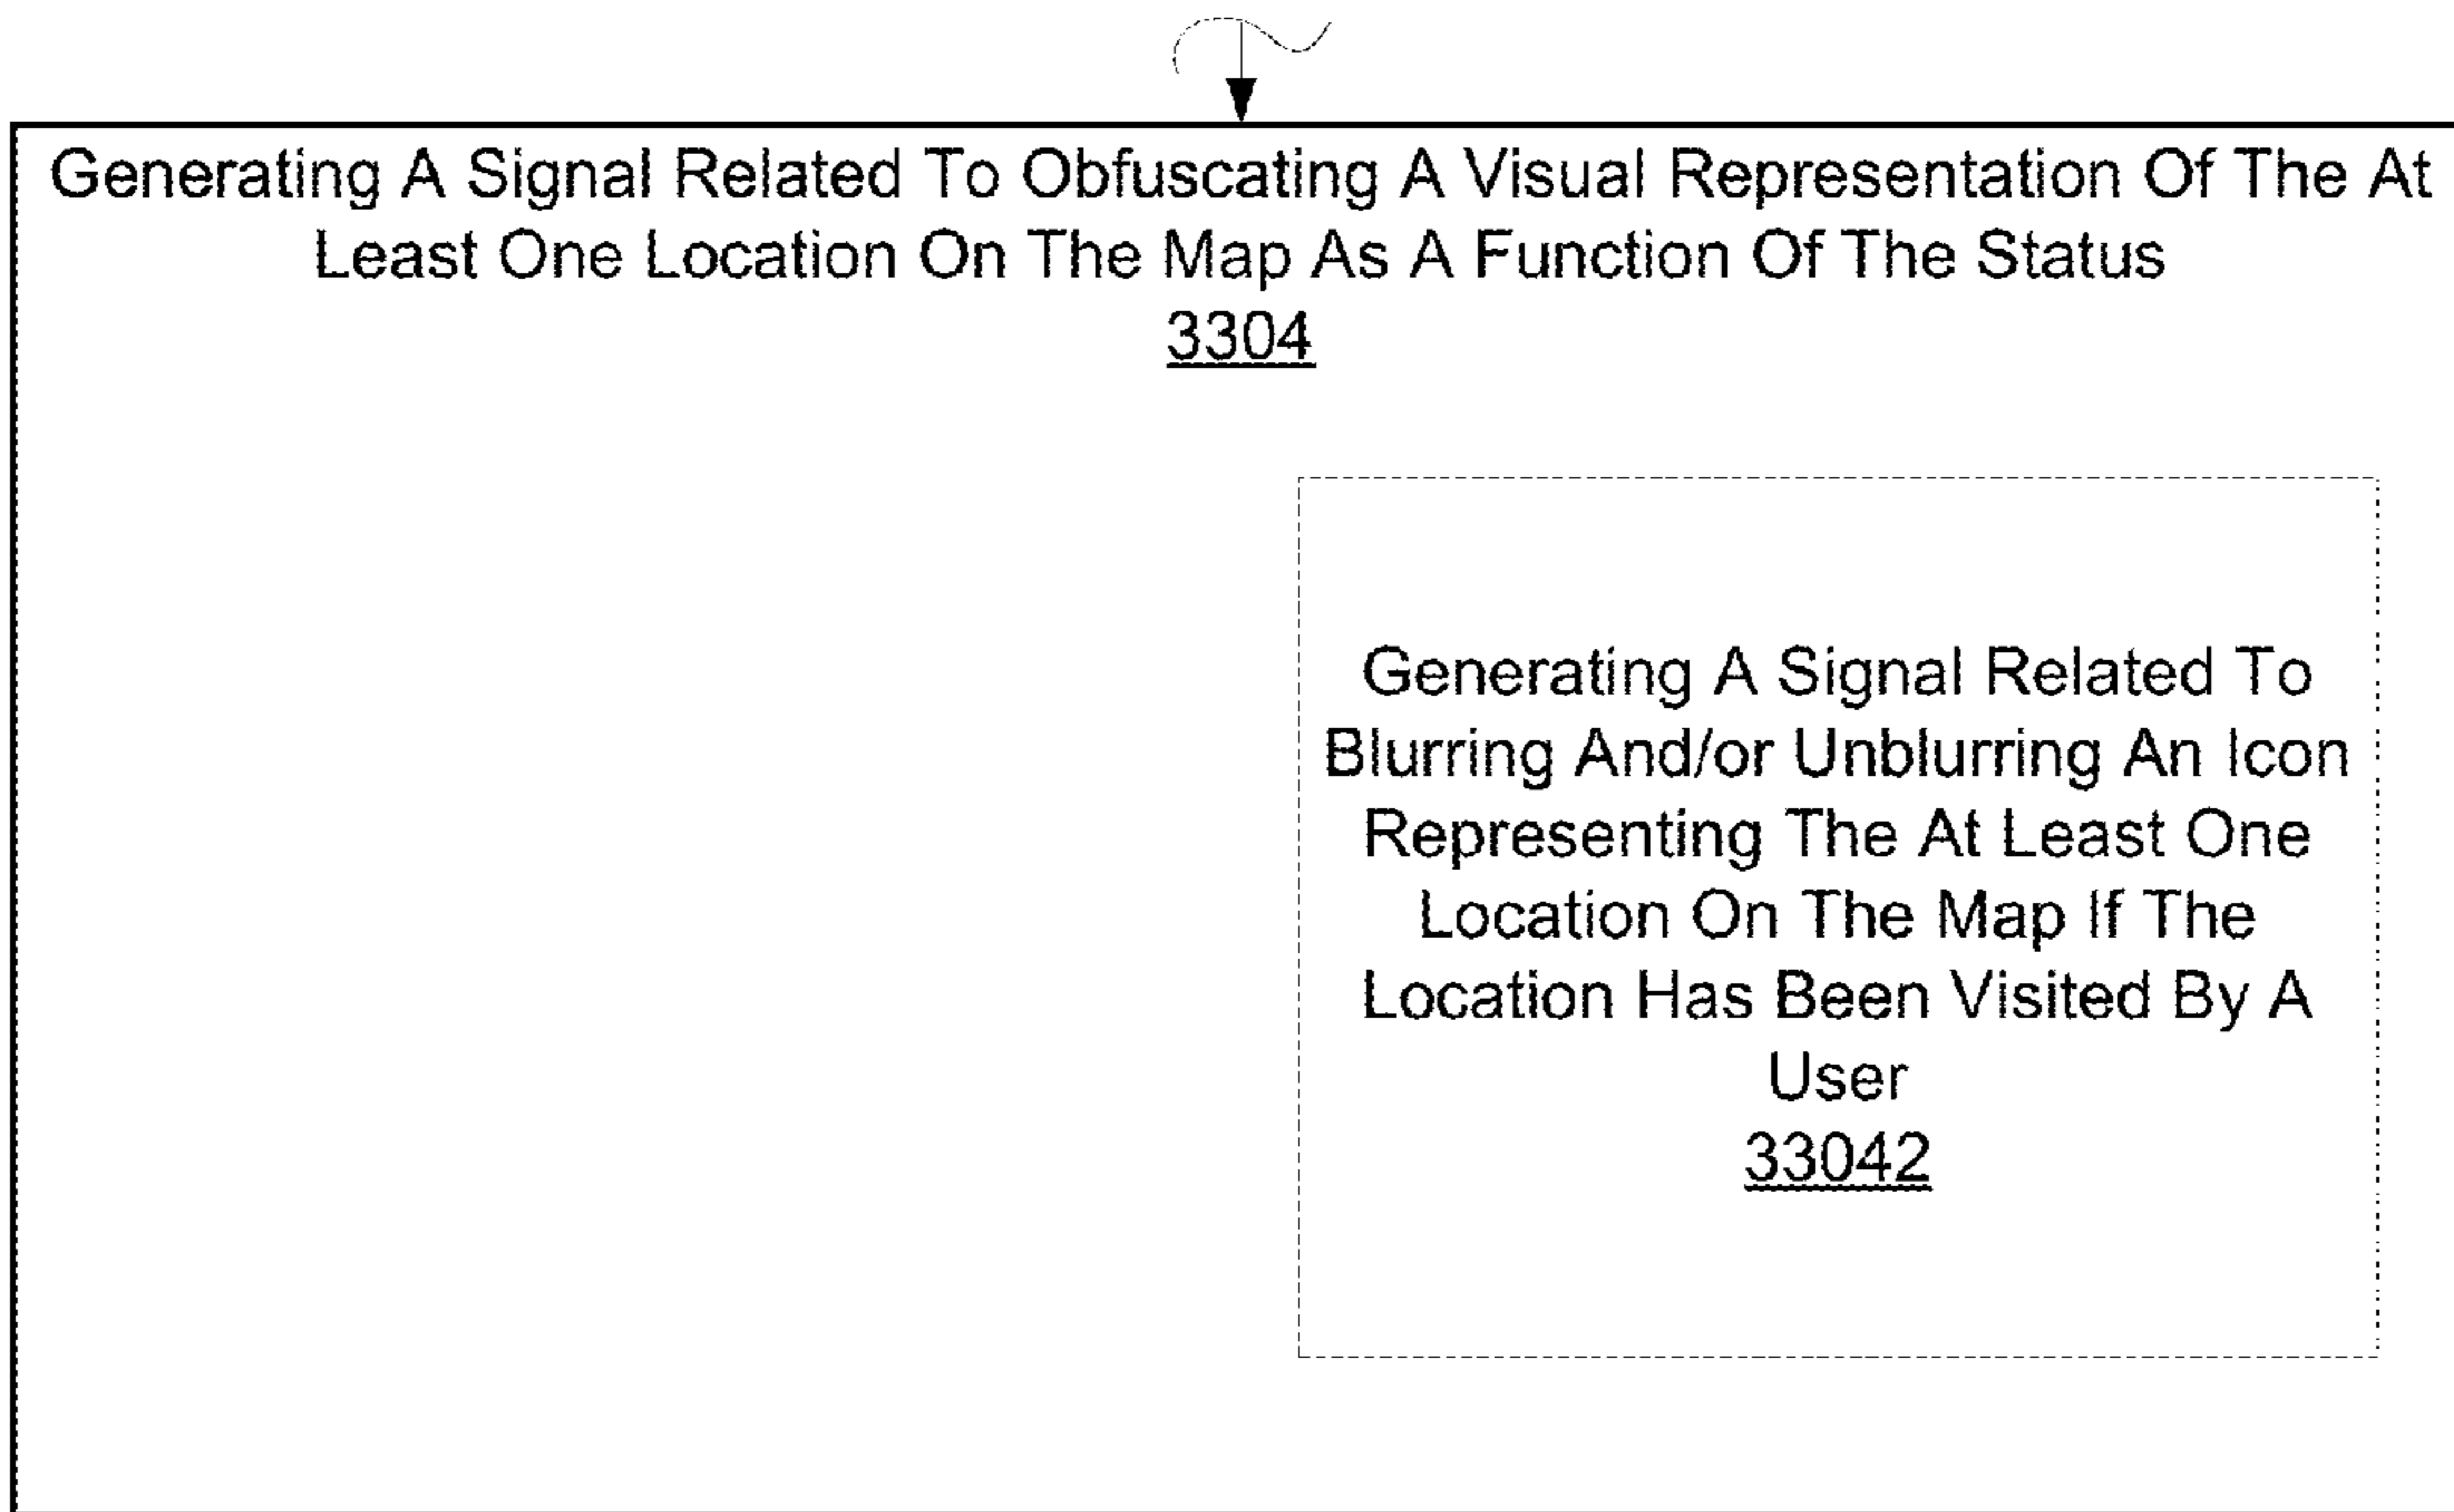 Generating A Signal Related To Obfuscating A Visual Representation Of The At
Least One Location On The Map As A Function Of The Status
3304
Generating A Signal Related To
Blurring And/or Unblurring An Icon
Representing The At Least One
Location On The Map If The
Location Has Been Visited By A
User
33042